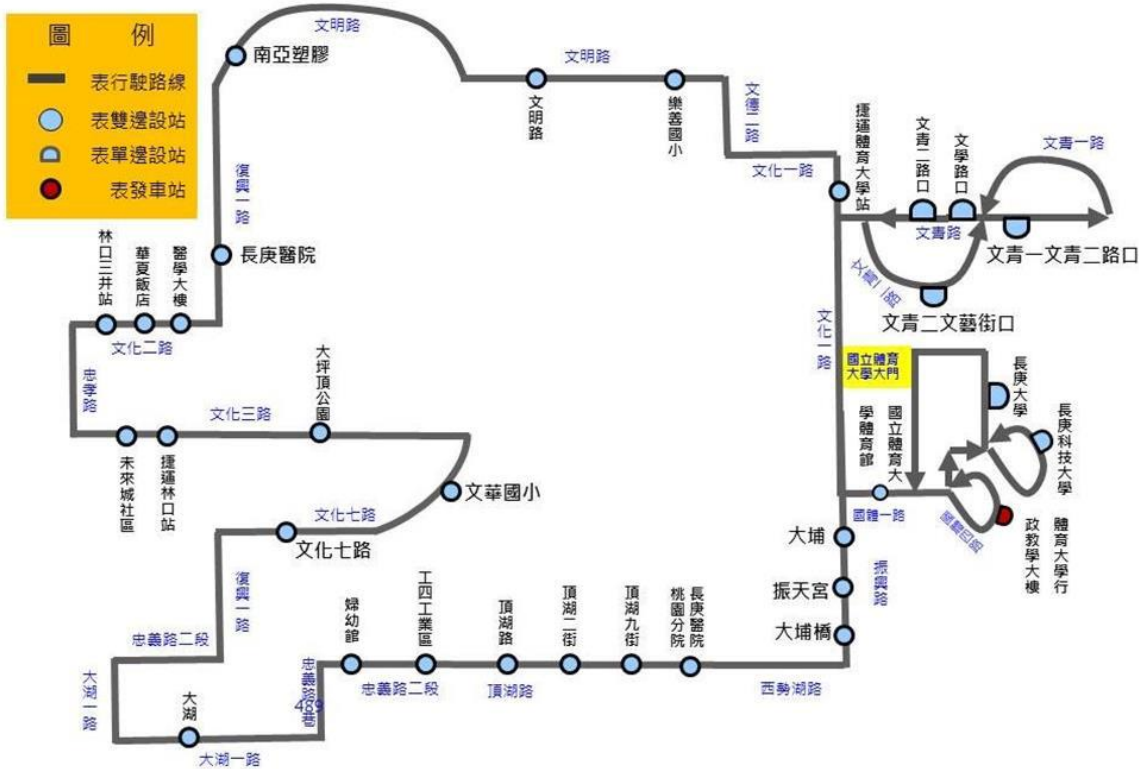 圖 例
表行駛路線
表雙邊設站
表單邊設站
表發車站
文明路
南亞塑膠
文明路
文明路
樂善國小
文德二路
文化一路
捷運體育大學站
文青二路口
文學路口
文青一路
文青路
文青一文青二路口
文青二路
文青二文藝街口
復興一路
長庚醫院
林口三井站
華夏飯店
醫學大樓
文化二路
忠孝路
文化三路
大坪頂公園
未來城社區
捷運林口站
文華國小
文化七路
文化七路
復興一路
忠義路二段
大湖一路
大湖
大湖一路
忠義路二段
489
巷
婦幼館
工四工業區
忠義路二段
頂湖路
頂湖路
頂湖二街
頂湖九街
長庚醫院
桃園分院
西勢湖路
大埔橋
振天宮
大埔
振興路
文化一路
國立體育
大學大門
國立體育大
學體育館
國體一路
長庚大學
長庚科技大學
體育大學行
政教學大樓